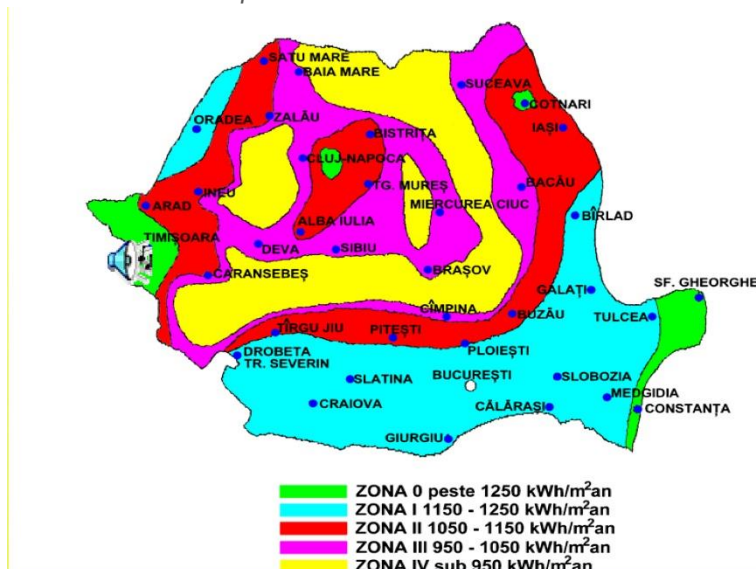 SATU MARE
BAIA MARE
SUCEAVA
COTNARI
ORADEA
ZALĂU
BISTRIȚA
IAȘI
CLUJ-NAPOCA
INEU
TG. MUREȘ
BACĂU
ARAD
MIERCUREA CIUC
BÎRLAD
ALBA IULIA
TIMIȘOARA
DEVA
SIBIU
CARANSEBEȘ
BRAȘOV
SF. GHEORGHE
GALAȚI
CÎMPINA
BUZĂU
TULCEA
TÎRGU JIU
PITEȘTI
PLOIEȘTI
DROBETA
TR. SEVERIN
BUCUREȘTI
SLATINA
SLOBOZIA
MEDGIDIA
CRAIOVA
CĂLĂRAȘI
CONSTANȚA
GIURGIU
ZONA 0 peste 1250 kWh/m²an
ZONA I 1150 - 1250 kWh/m²an
ZONA II 1050 - 1150 kWh/m²an
ZONA III 950 - 1050 kWh/m²an
ZONA IV sub 950 kWh/m²an